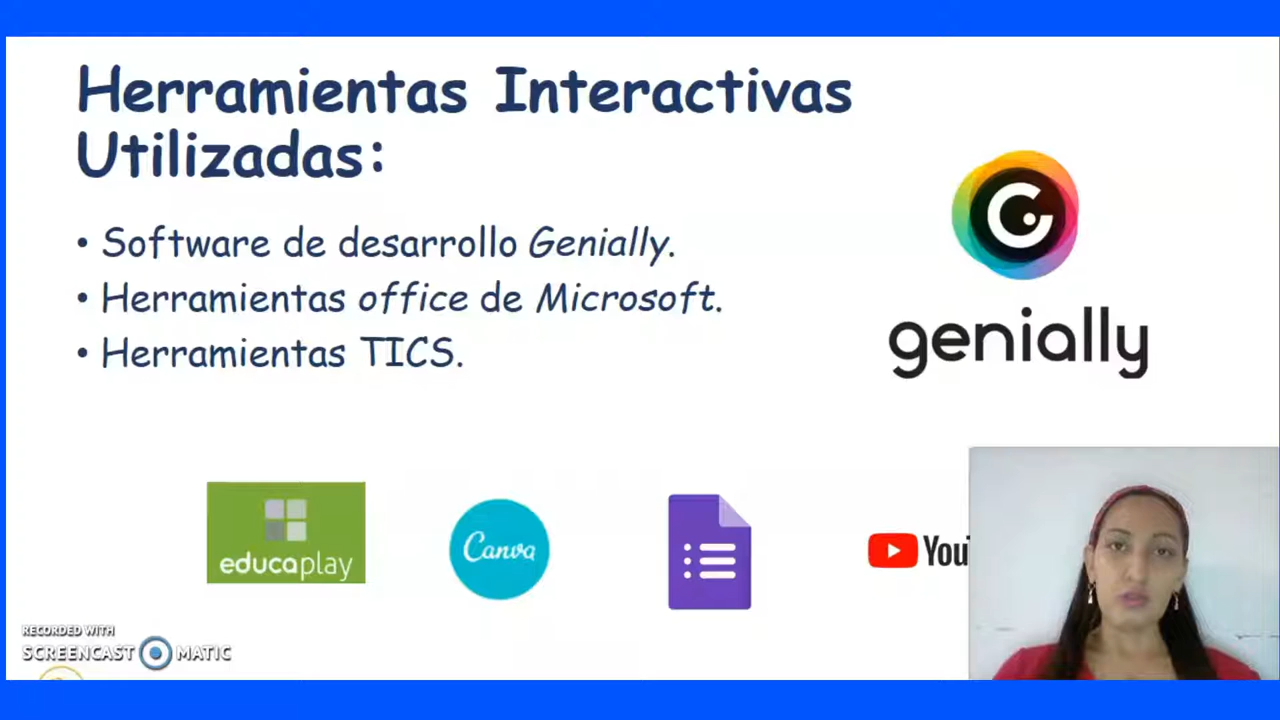 Herramientas Interactivas
Utilizadas:
• Software de desarrollo Genially.
• Herramientas office de Microsoft.
• Herramientas TICS.
genially
educaplay
Canva
You
RECORDED WITH
SCREENCAST MATIC